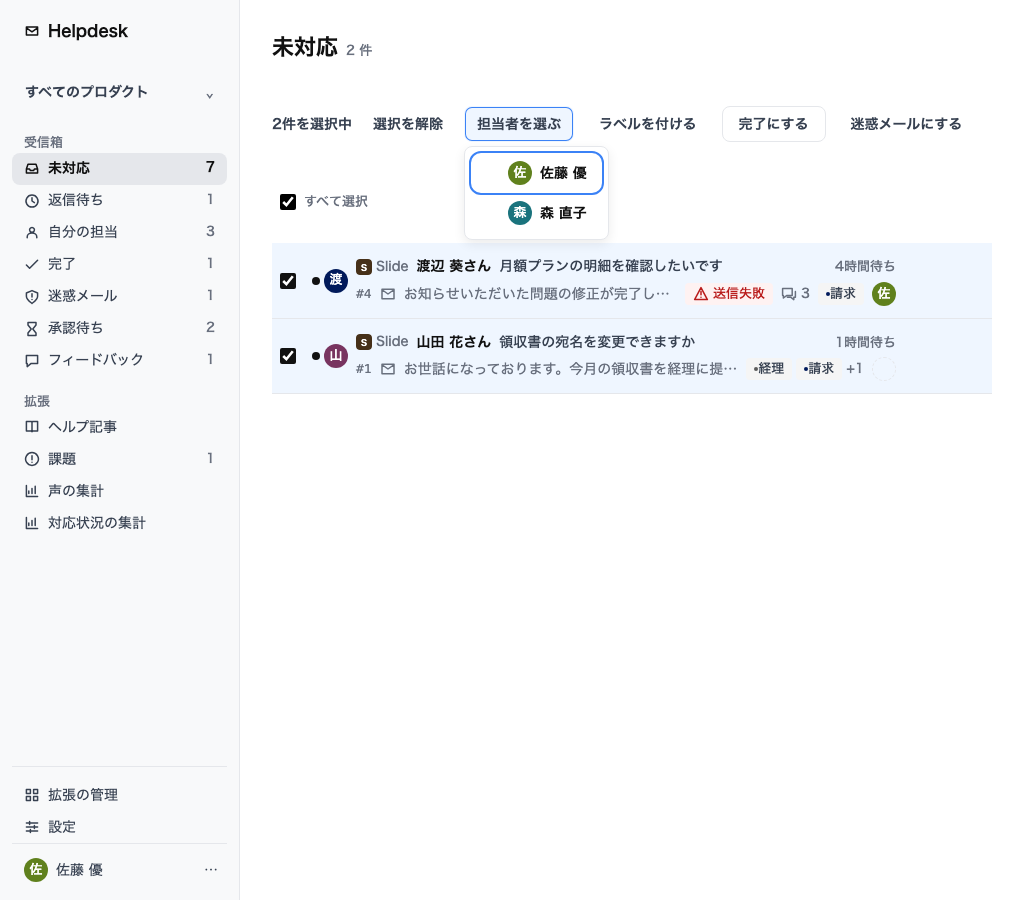 Helpdesk
すべてのプロダクト
受信箱
未対応 7
返信待ち 1
自分の担当 3
完了 1
迷惑メール 1
承認待ち 2
フィードバック 1
拡張
ヘルプ記事
課題 1
声の集計
対応状況の集計
拡張の管理
設定
佐 佐藤 優 …
未対応 2 件
2件を選択中 選択を解除 担当者を選ぶ ラベルを付ける 完了にする 迷惑メールにする
佐 佐藤 優
森 森 直子
すべて選択
渡 S Slide 渡辺 葵さん 月額プランの明細を確認したいです 4時間待ち
#4 お知らせいただいた問題の修正が完了し… 送信失敗 3 •請求 佐
山 S Slide 山田 花さん 領収書の宛名を変更できますか 1時間待ち
#1 お世話になっております。今月の領収書を経理に提… •経理 •請求 +1